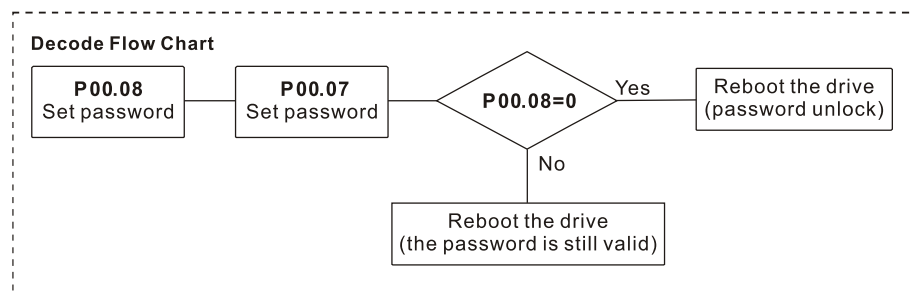 Decode Flow Chart
P00.08
Set password
P00.07
Set password
P00.08=0
Yes
Reboot the drive
(password unlock)
No
Reboot the drive
(the password is still valid)